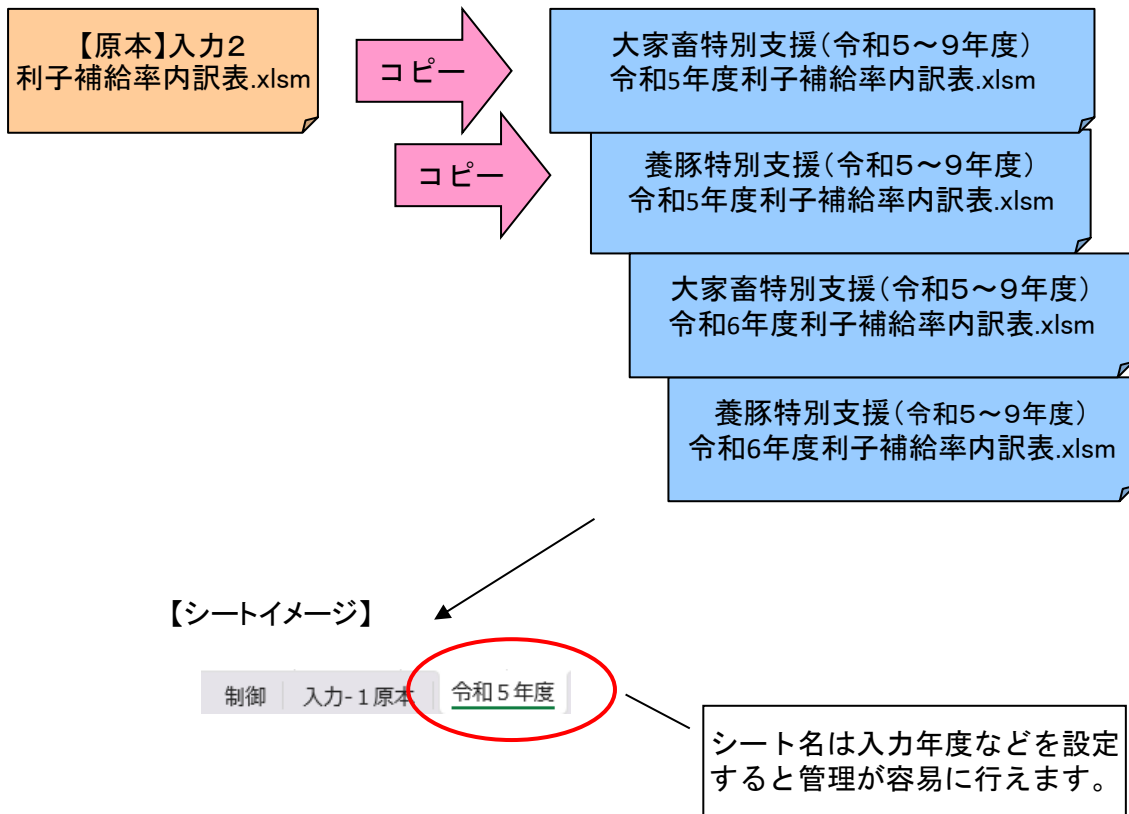 【原本】入力２
利子補給率内訳表.xlsm
コピー
大家畜特別支援（令和５～９年度）
令和5年度利子補給率内訳表.xlsm
コピー
養豚特別支援（令和５～９年度）
令和5年度利子補給率内訳表.xlsm
大家畜特別支援（令和５～９年度）
令和6年度利子補給率内訳表.xlsm
養豚特別支援（令和５～９年度）
令和6年度利子補給率内訳表.xlsm
【シートイメージ】
制御 入力-１原本 令和５年度
シート名は入力年度などを設定
すると管理が容易に行えます。